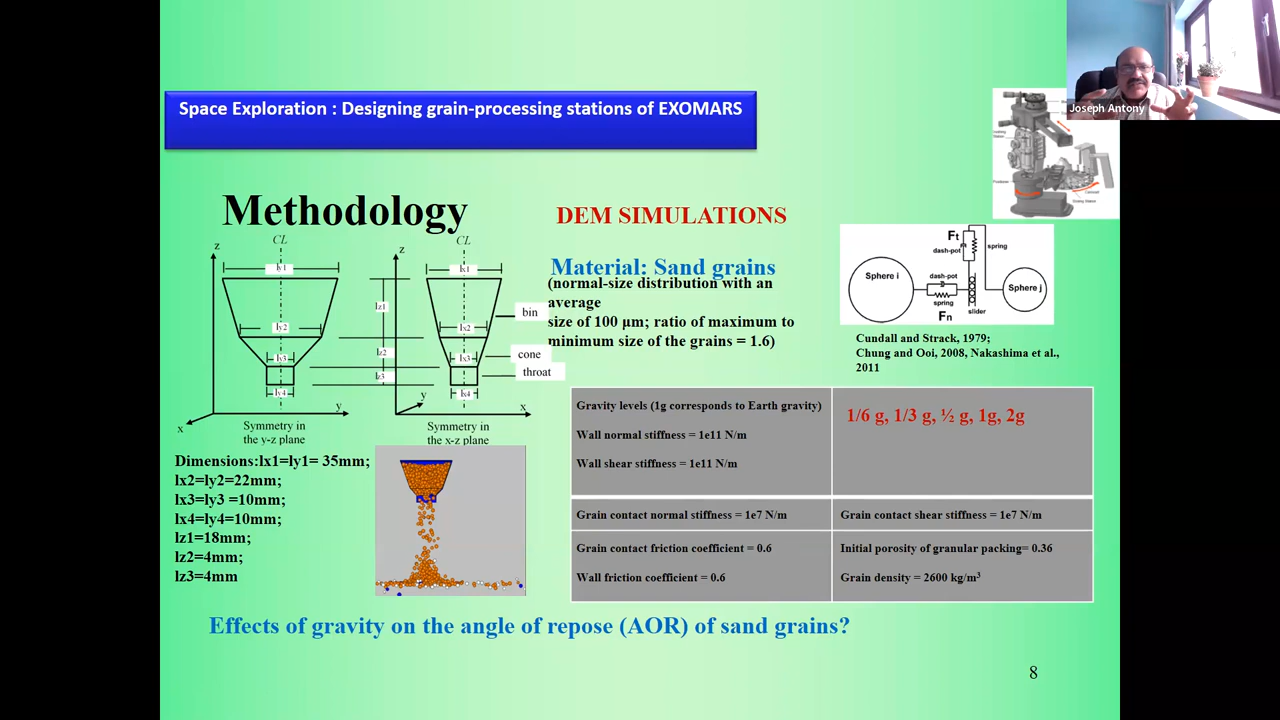 Joseph Antony
Space Exploration : Designing grain-processing stations of EXOMARS
Methodology
DEM SIMULATIONS
Material: Sand grains
(normal-size distribution with an
average
size of 100 μm; ratio of maximum to
minimum size of the grains = 1.6)
z
CL
ly1
ly2
ly3
ly4
y
x
Symmetry in
the y-z plane
z
CL
lx1
lz1
bin
lx2
lz2
cone
lx3
throat
lz3
lx4
y
x
Symmetry in
the x-z plane
Ft
dash-pot
spring
Sphere i
dash-pot
Sphere j
spring
slider
Fn
Cundall and Strack, 1979;
Chung and Ooi, 2008, Nakashima et al.,
2011
Dimensions:lx1=ly1= 35mm;
lx2=ly2=22mm;
lx3=ly3 =10mm;
lx4=ly4=10mm;
lz1=18mm;
lz2=4mm;
lz3=4mm
Gravity levels (1g corresponds to Earth gravity)
Wall normal stiffness = 1e11 N/m
Wall shear stiffness = 1e11 N/m
1/6 g, 1/3 g, ½ g, 1g, 2g
Grain contact normal stiffness = 1e7 N/m
Grain contact shear stiffness = 1e7 N/m
Grain contact friction coefficient = 0.6
Wall friction coefficient = 0.6
Initial porosity of granular packing= 0.36
Grain density = 2600 kg/m³
Effects of gravity on the angle of repose (AOR) of sand grains?
8